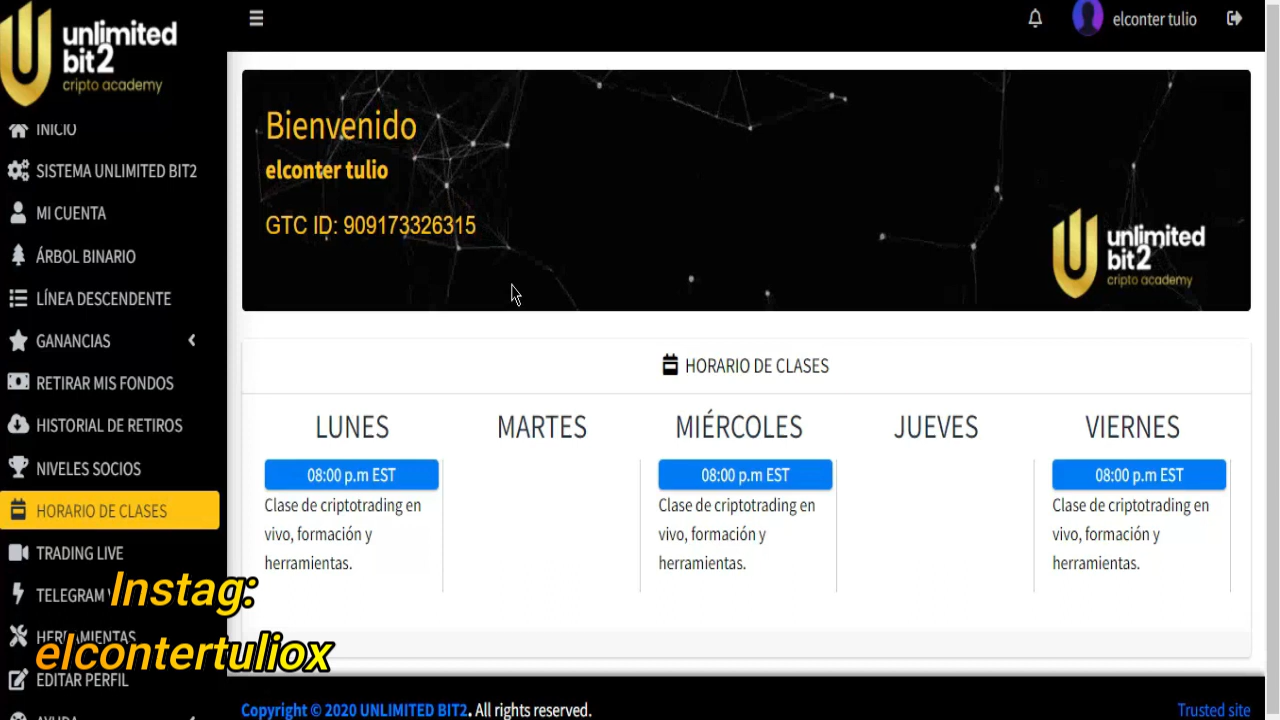 unlimited
bit2
cripto academy
INICIO
SISTEMA UNLIMITED BIT2
MI CUENTA
ÁRBOL BINARIO
LÍNEA DESCENDENTE
GANANCIAS
RETIRAR MIS FONDOS
HISTORIAL DE RETIROS
NIVELES SOCIOS
HORARIO DE CLASES
TRADING LIVE
TELEGRAM
HERRAMIENTAS
EDITAR PERFIL
AYUDA
Instag:
elcontertuliox
elconter tulio
Bienvenido
elconter tulio
GTC ID: 909173326315
unlimited
bit2
cripto academy
HORARIO DE CLASES
LUNES
08:00 p.m EST
Clase de criptotrading en
vivo, formación y
herramientas.
MARTES
MIÉRCOLES
08:00 p.m EST
Clase de criptotrading en
vivo, formación y
herramientas.
JUEVES
VIERNES
08:00 p.m EST
Clase de criptotrading en
vivo, formación y
herramientas.
Copyright © 2020 UNLIMITED BIT2. All rights reserved.
Trusted site